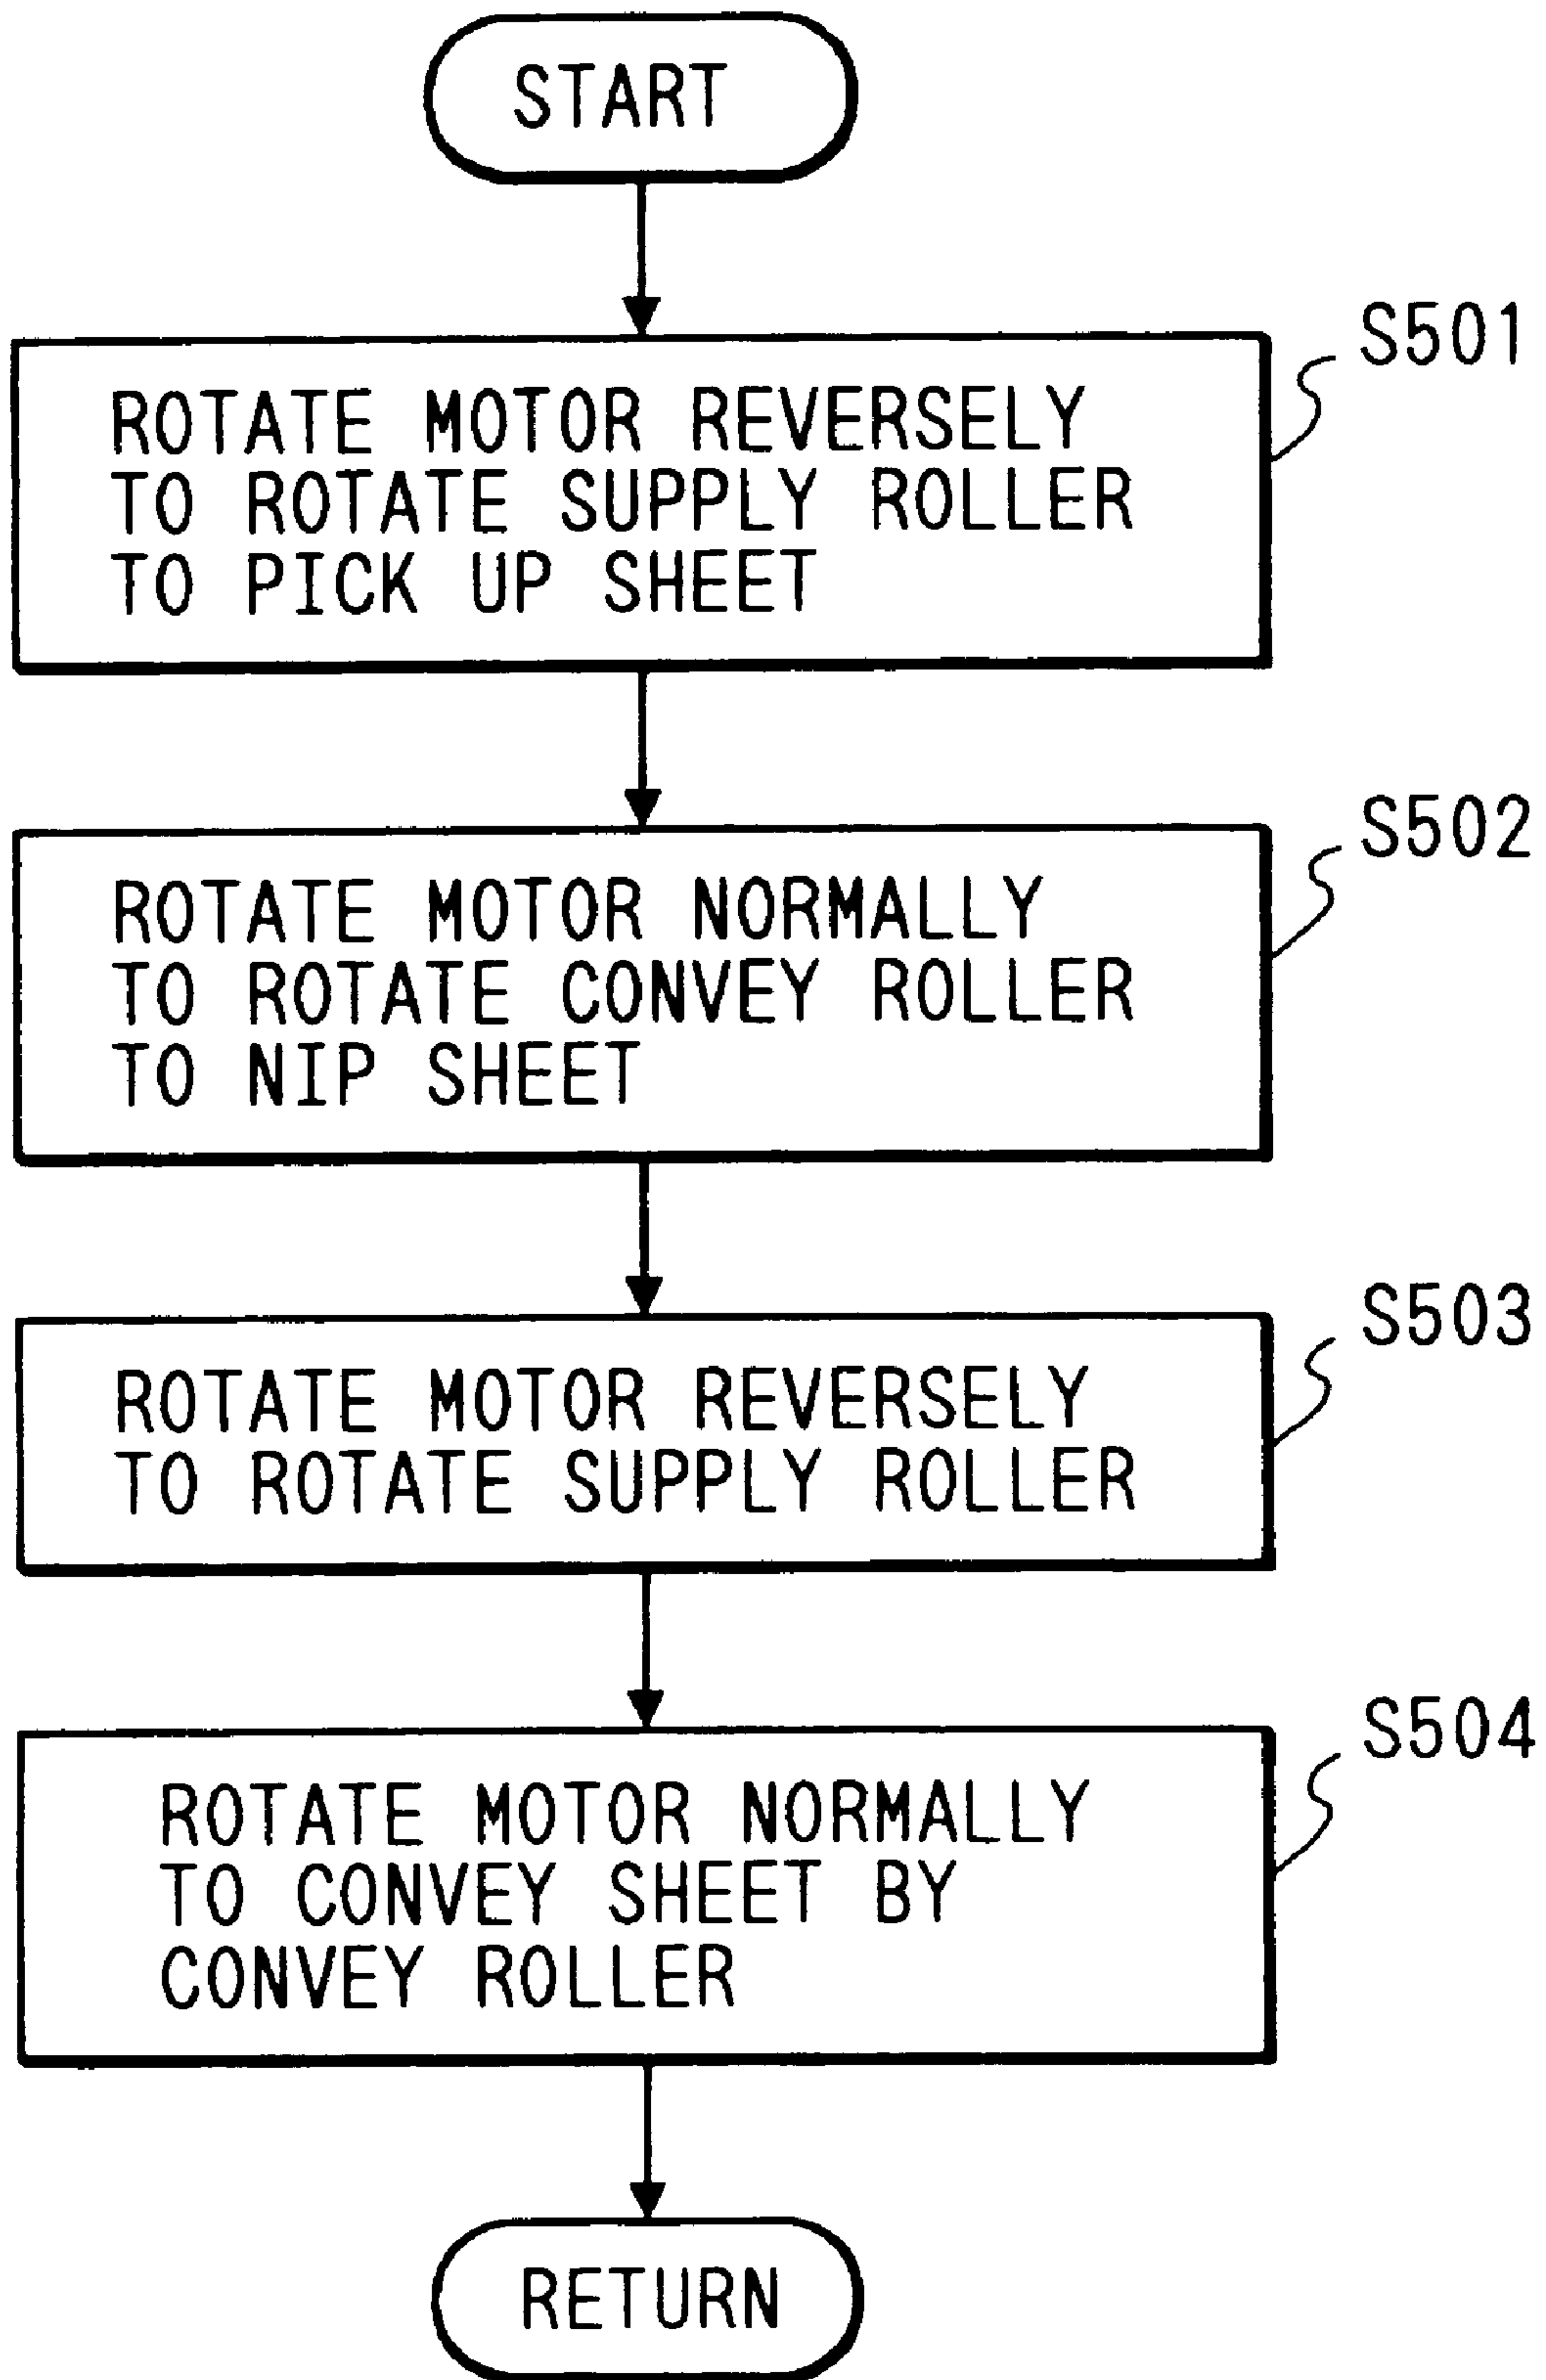 START
S501
ROTATE MOTOR REVERSELY
TO ROTATE SUPPLY ROLLER
TO PICK UP SHEET
S502
ROTATE MOTOR NORMALLY
TO ROTATE CONVEY ROLLER
TO NIP SHEET
S503
ROTATE MOTOR REVERSELY
TO ROTATE SUPPLY ROLLER
S504
ROTATE MOTOR NORMALLY
TO CONVEY SHEET BY
CONVEY ROLLER
RETURN